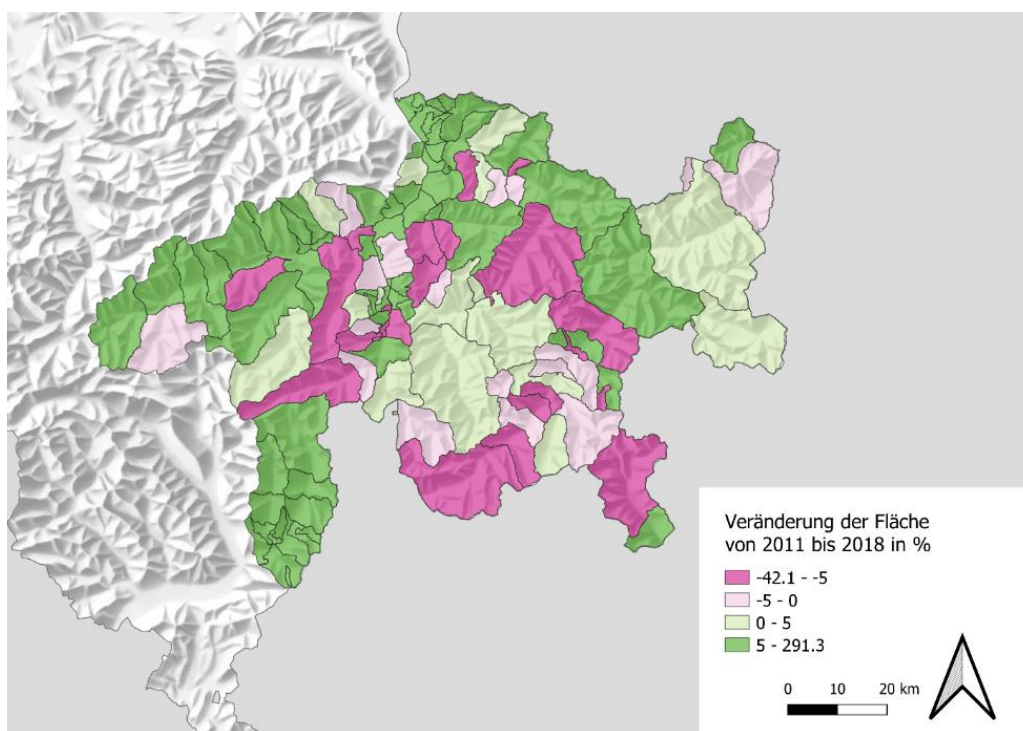 Veränderung der Fläche
von 2011 bis 2018 in %
-42.1 - -5
-5 - 0
0 - 5
5 - 291.3
0 10 20 km